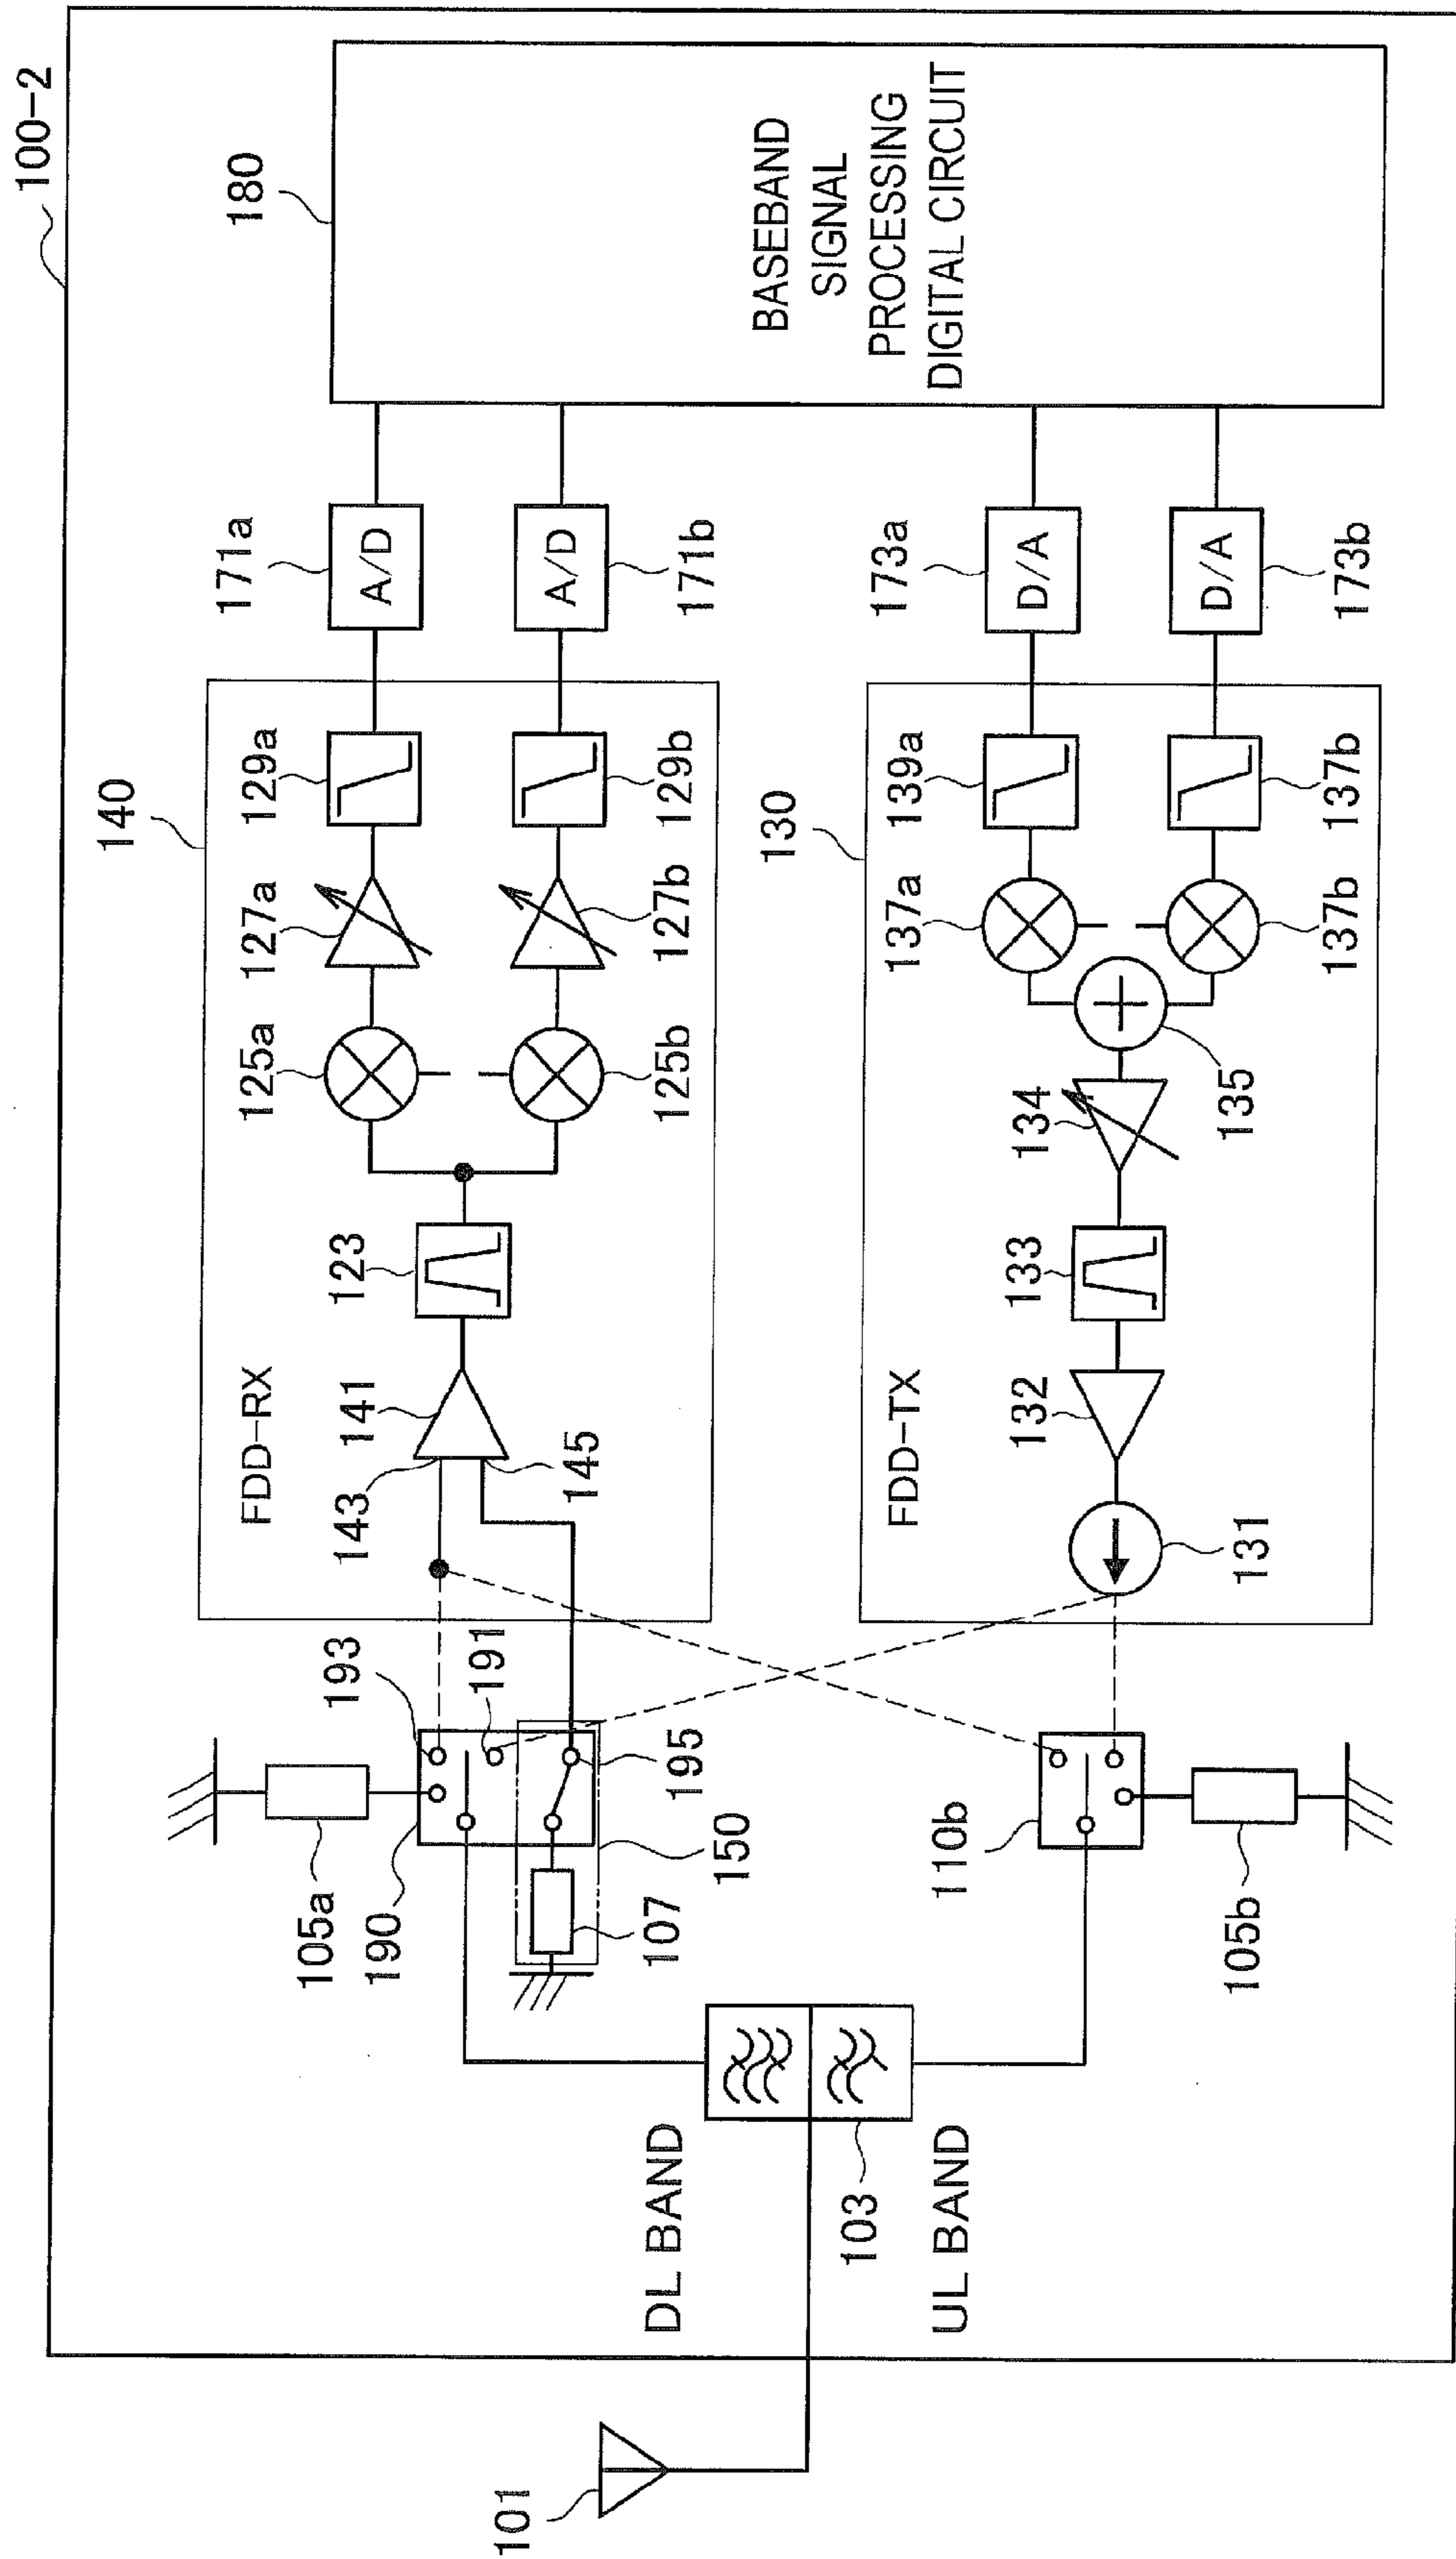 100-2
180
BASEBAND
SIGNAL
PROCESSING
DIGITAL CIRCUIT
171a
A/D
A/D
171b
173a
D/A
D/A
173b
140
129a
129b
127a
127b
125a
125b
123
FDD-RX
141
143
145
130
139a
137b
137a
137b
135
134
133
132
FDD-TX
131
193
191
195
105a
190
150
107
110b
105b
DL BAND
103
UL BAND
101